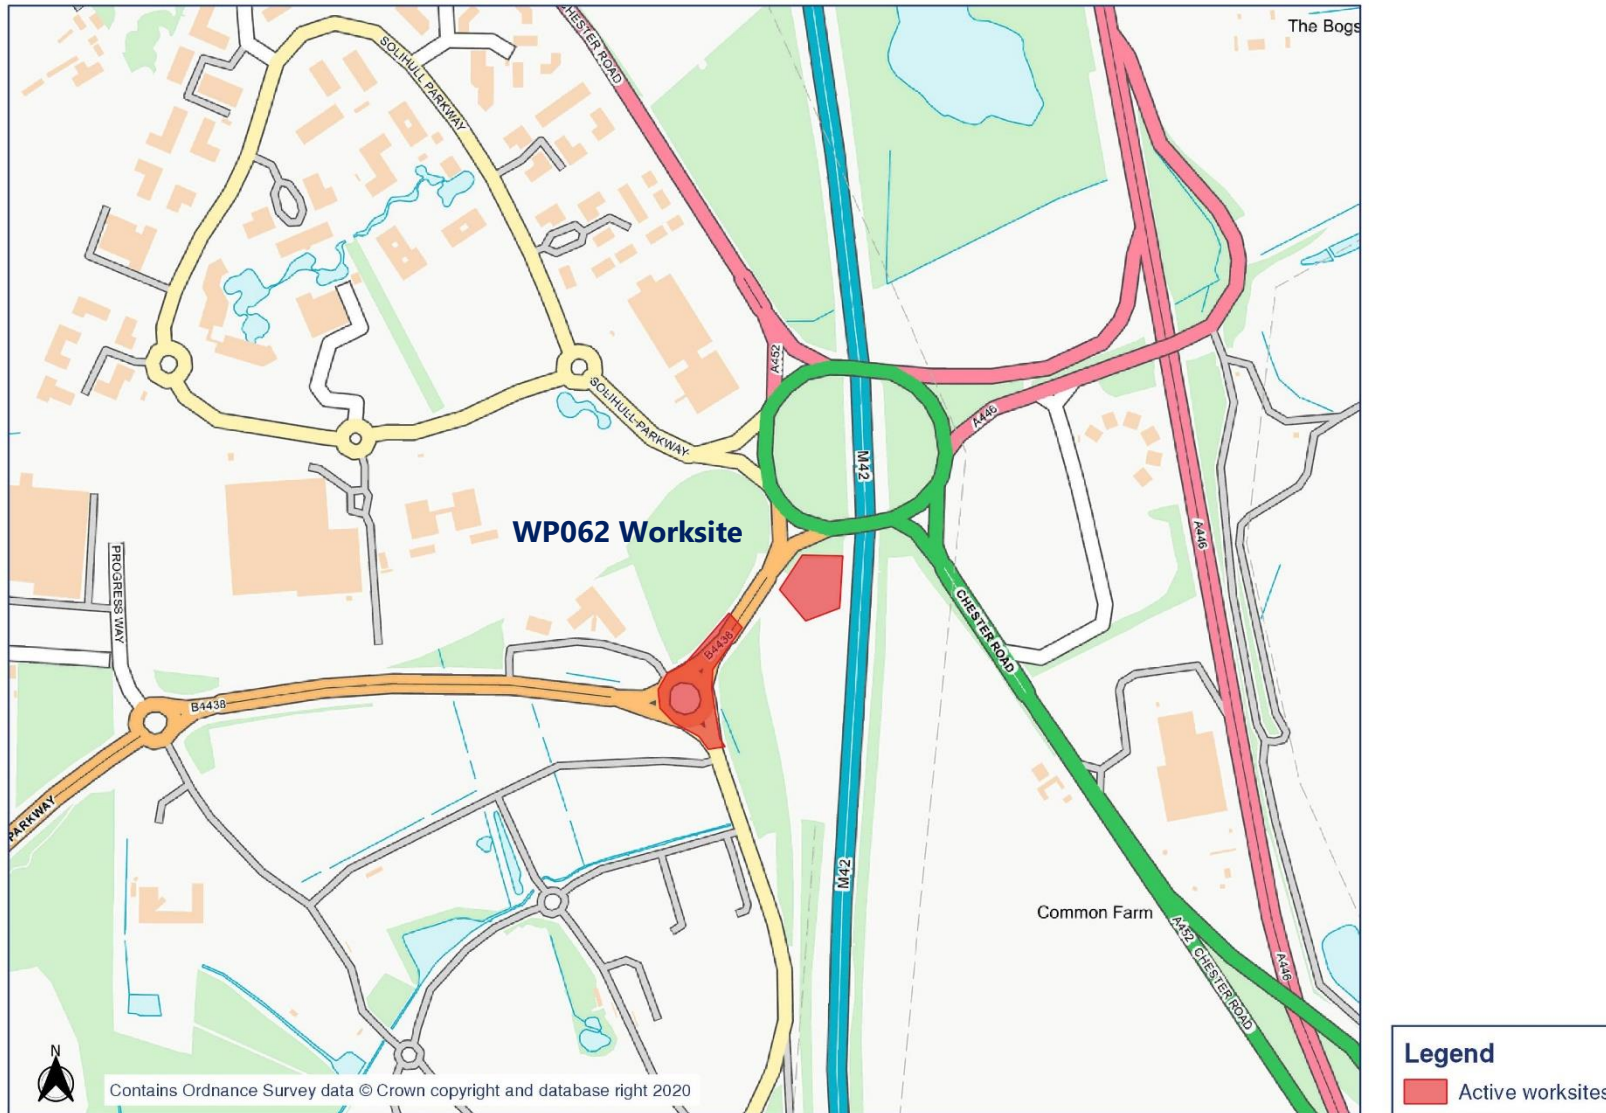 The Bogs
CHESTER ROAD
SOLIHULL PARKWAY
A452
SOLIHULL-PARKWAY
A446
M42
WP062 Worksite
A446
PROGRESS WAY
CHESTER ROAD
B4438
B4438
PARKWAY
M42
Common Farm
A452 CHESTER ROAD
A446
N
Contains Ordnance Survey data © Crown copyright and database right 2020
Legend
Active worksites